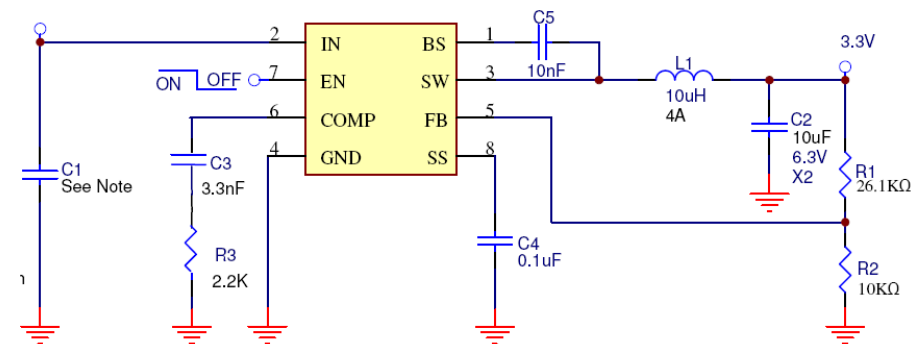 C5
2
IN
BS
1
3.3V
10nF
L1
ON
OFF
7
EN
SW
3
10uH
4A
6
COMP
FB
5
C2
10uF
6.3V
X2
4
GND
SS
8
C1
See Note
C3
3.3nF
R1
26.1KΩ
R3
2.2K
C4
0.1uF
R2
10KΩ